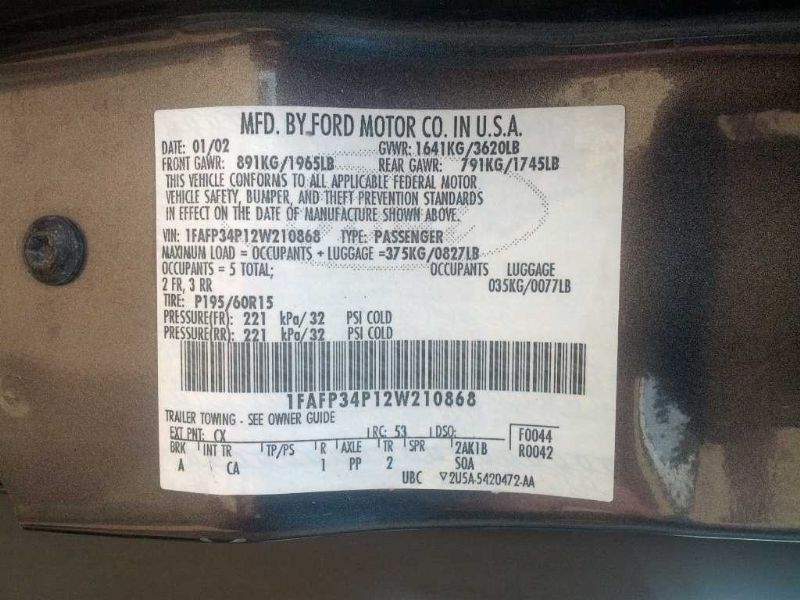 MFD. BY FORD MOTOR CO. IN U.S.A.
DATE: 01/02 GVWR: 1641KG/3620LB
FRONT GAWR: 891KG/1965LB REAR GAWR: 791KG/1745LB
THIS VEHICLE CONFORMS TO ALL APPLICABLE FEDERAL MOTOR
VEHICLE SAFETY, BUMPER, AND THEFT PREVENTION STANDARDS
IN EFFECT ON THE DATE OF MANUFACTURE SHOWN ABOVE.
VIN: 1FAFP34P12W210868 TYPE: PASSENGER
MAXIMUM LOAD = OCCUPANTS + LUGGAGE =375KG/0827LB
OCCUPANTS = 5 TOTAL; OCCUPANTS LUGGAGE
2 FR, 3 RR 035KG/0077LB
TIRE: P195/60R15
PRESSURE(FR): 221 kPa/32 PSI COLD
PRESSURE(RR): 221 kPa/32 PSI COLD
1FAFP34P12W210868
TRAILER TOWING - SEE OWNER GUIDE
EXT PNT: CX RC: 53 DSO: F0044
BRK INT TR TP/PS R AXLE TR SPR 2AK1B R0042
A CA 1 PP 2 SOA
UBC ▽2U5A-5420472-AA